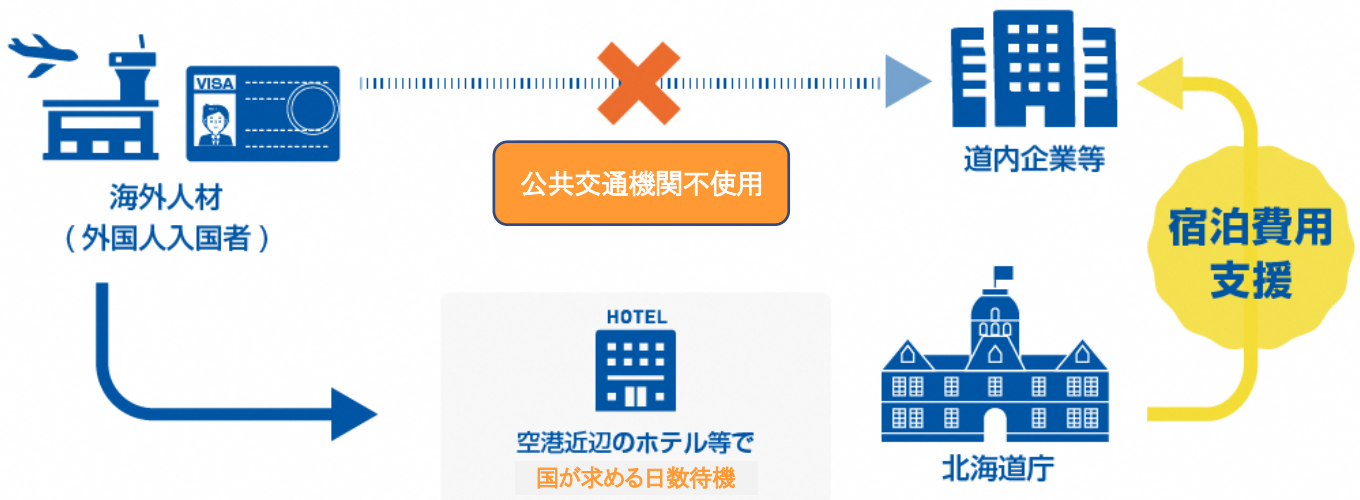 VISA
海外人材
(外国人入国者)
公共交通機関不使用
道内企業等
宿泊費用
支援
HOTEL
空港近辺のホテル等で
国が求める日数待機
北海道庁